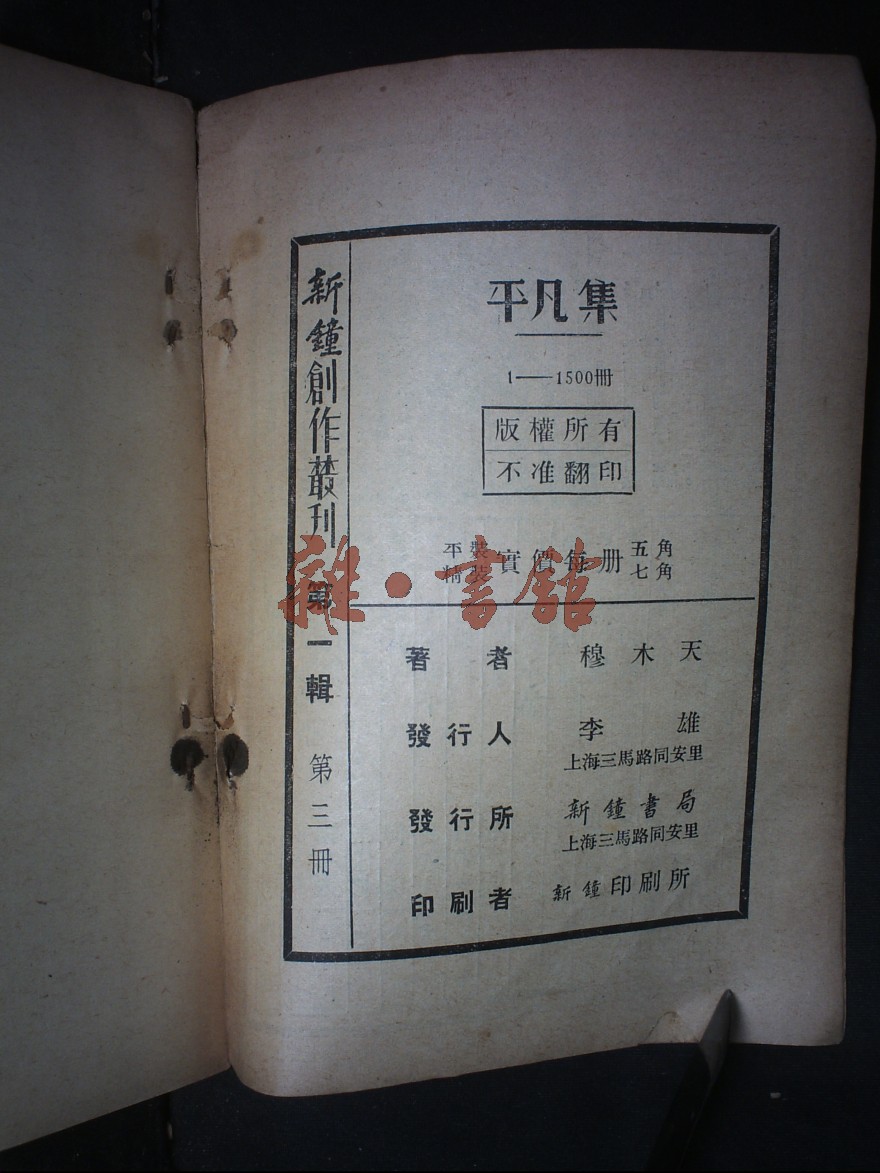 平凡集
1——1500冊
版權所有
不准翻印
平裝 實價每册 五角
精裝 七角
著者 穆木天
發行人 李雄
上海三馬路同安里
發行所 新鐘書局
上海三馬路同安里
印刷者 新鐘印刷所
新鐘創作叢刊 第一輯 第三冊
雜·書館